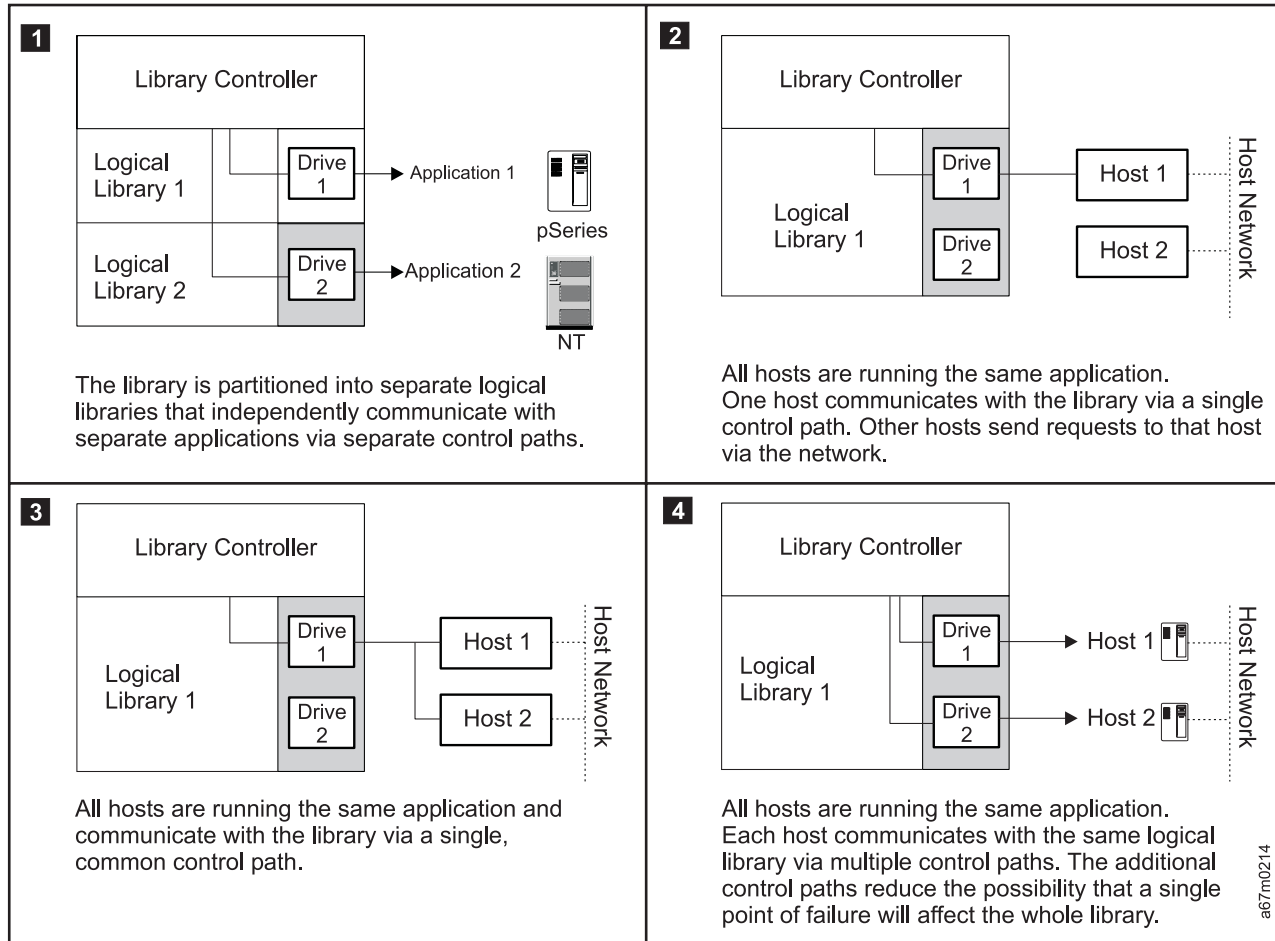 1
Library Controller
Logical
Library 1
Drive
1
Application 1
pSeries
Logical
Library 2
Drive
2
Application 2
NT
The library is partitioned into separate logical
libraries that independently communicate with
separate applications via separate control paths.
2
Library Controller
Logical
Library 1
Drive
1
Drive
2
Host 1
Host 2
Host Network
All hosts are running the same application.
One host communicates with the library via a single
control path. Other hosts send requests to that host
via the network.
3
Library Controller
Logical
Library 1
Drive
1
Drive
2
Host 1
Host 2
Host Network
All hosts are running the same application and
communicate with the library via a single,
common control path.
4
Library Controller
Logical
Library 1
Drive
1
Drive
2
Host 1
Host 2
Host Network
All hosts are running the same application.
Each host communicates with the same logical
library via multiple control paths. The additional
control paths reduce the possibility that a single
point of failure will affect the whole library.
a67m0214